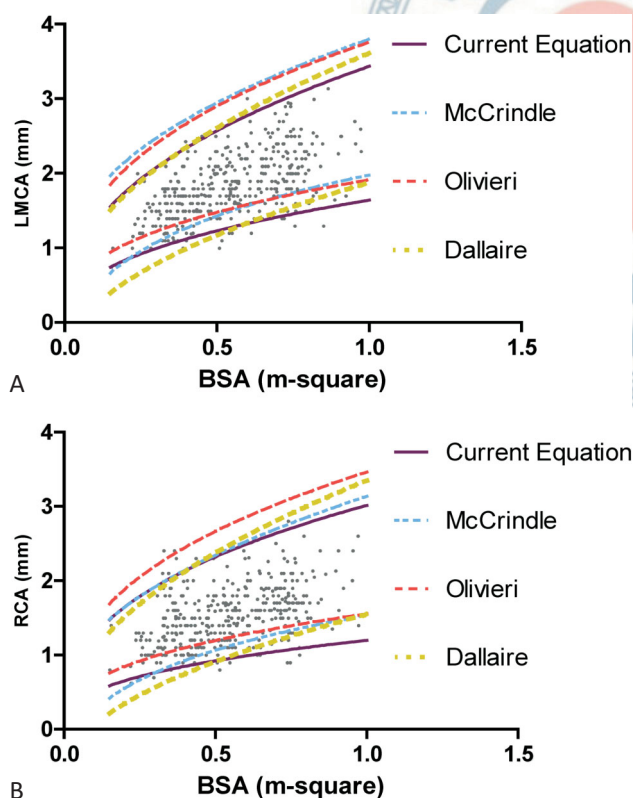 4
3
2
1
0
LMCA (mm)
0.0 0.5 1.0 1.5
BSA (m-square)
Current Equation
McCrindle
Olivieri
Dallaire
A
4
3
2
1
0
RCA (mm)
0.0 0.5 1.0 1.5
BSA (m-square)
Current Equation
McCrindle
Olivieri
Dallaire
B